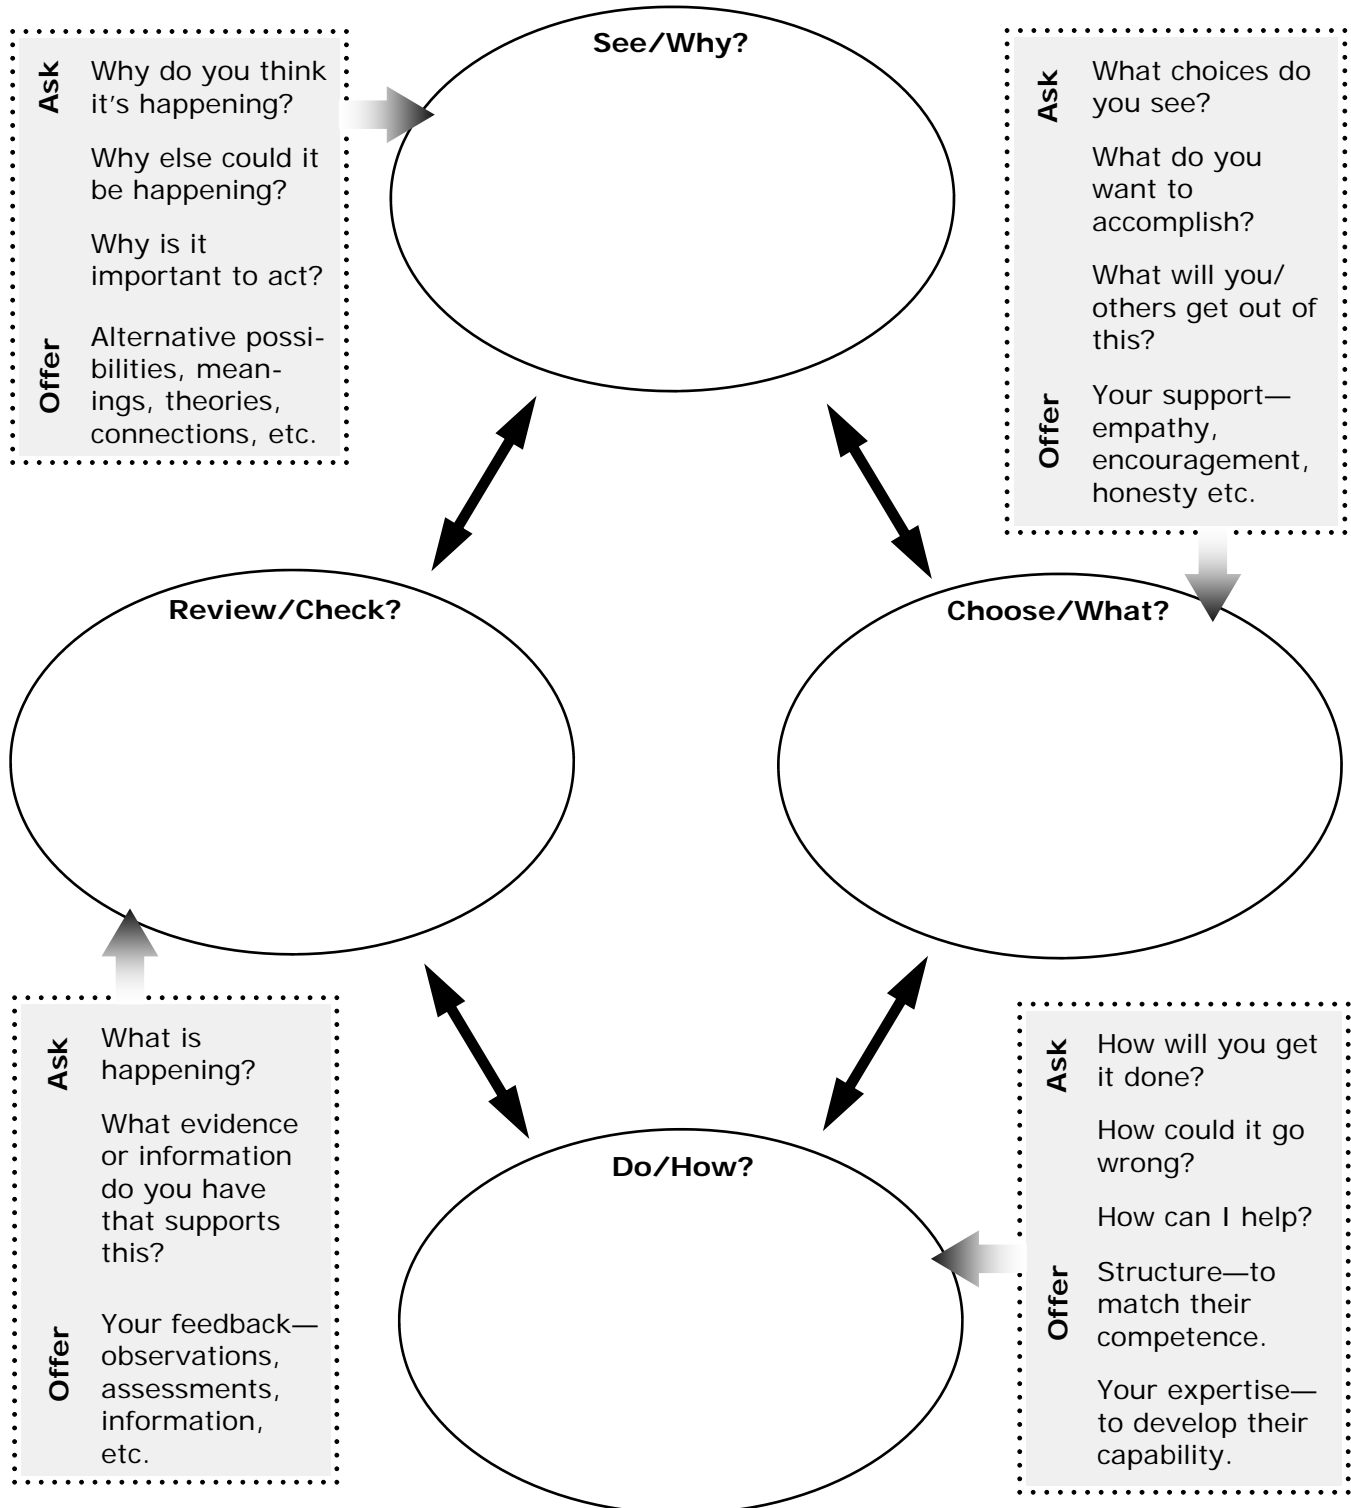 See/Why?
Ask
Why do you think
it's happening?
Why else could it
be happening?
Why is it
important to act?
Offer
Alternative possi-
bilities, mean-
ings, theories,
connections, etc.
Ask
What choices do
you see?
What do you
want to
accomplish?
What will you/
others get out of
this?
Offer
Your support—
empathy,
encouragement,
honesty etc.
Review/Check?
Choose/What?
Ask
What is
happening?
What evidence
or information
do you have
that supports
this?
Offer
Your feedback—
observations,
assessments,
information,
etc.
Do/How?
Ask
How will you get
it done?
How could it go
wrong?
How can I help?
Offer
Structure—to
match their
competence.
Your expertise—
to develop their
capability.